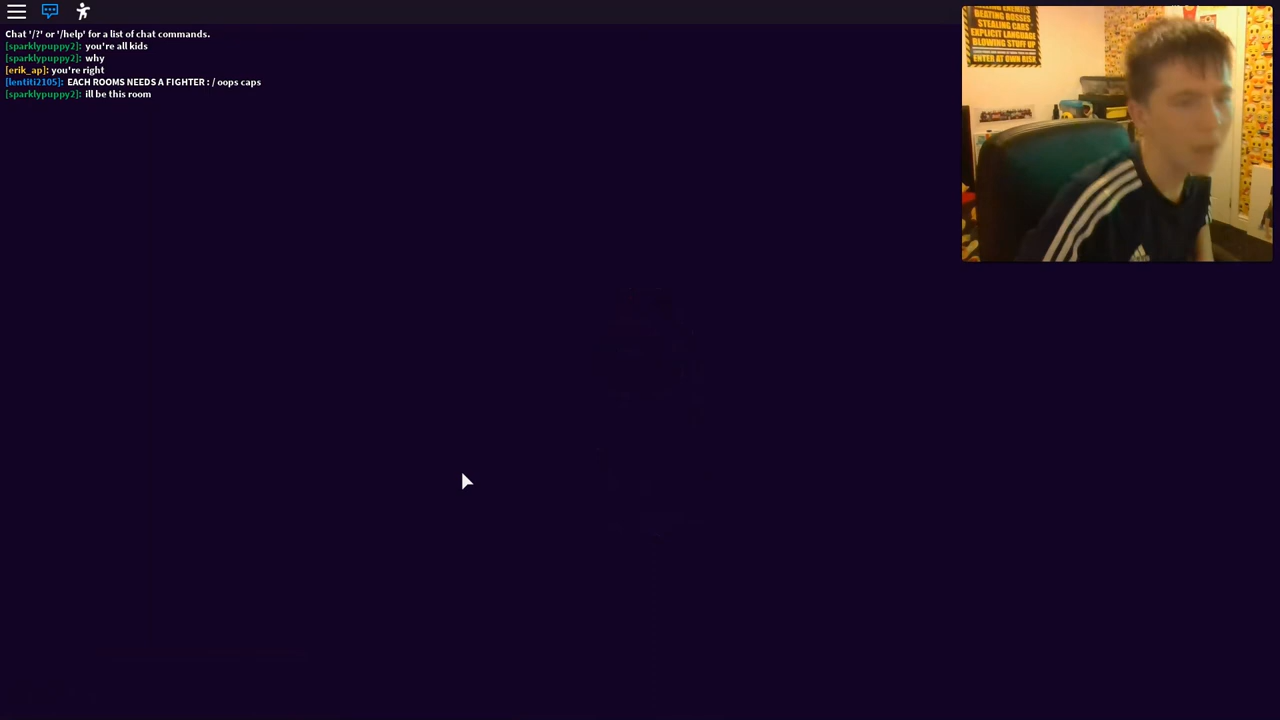 Chat '/?' or '/help' for a list of chat commands.
[sparklypuppy2]: you're all kids
[sparklypuppy2]: why
[erik_ap]: you're right
[lentiti2105]: EACH ROOMS NEEDS A FIGHTER : / oops caps
[sparklypuppy2]: ill be this room
KILLING ENEMIES
BEATING BOSSES
STEALING CARS
EXPLICIT LANGUAGE
BLOWING STUFF UP
ENTER AT OWN RISK